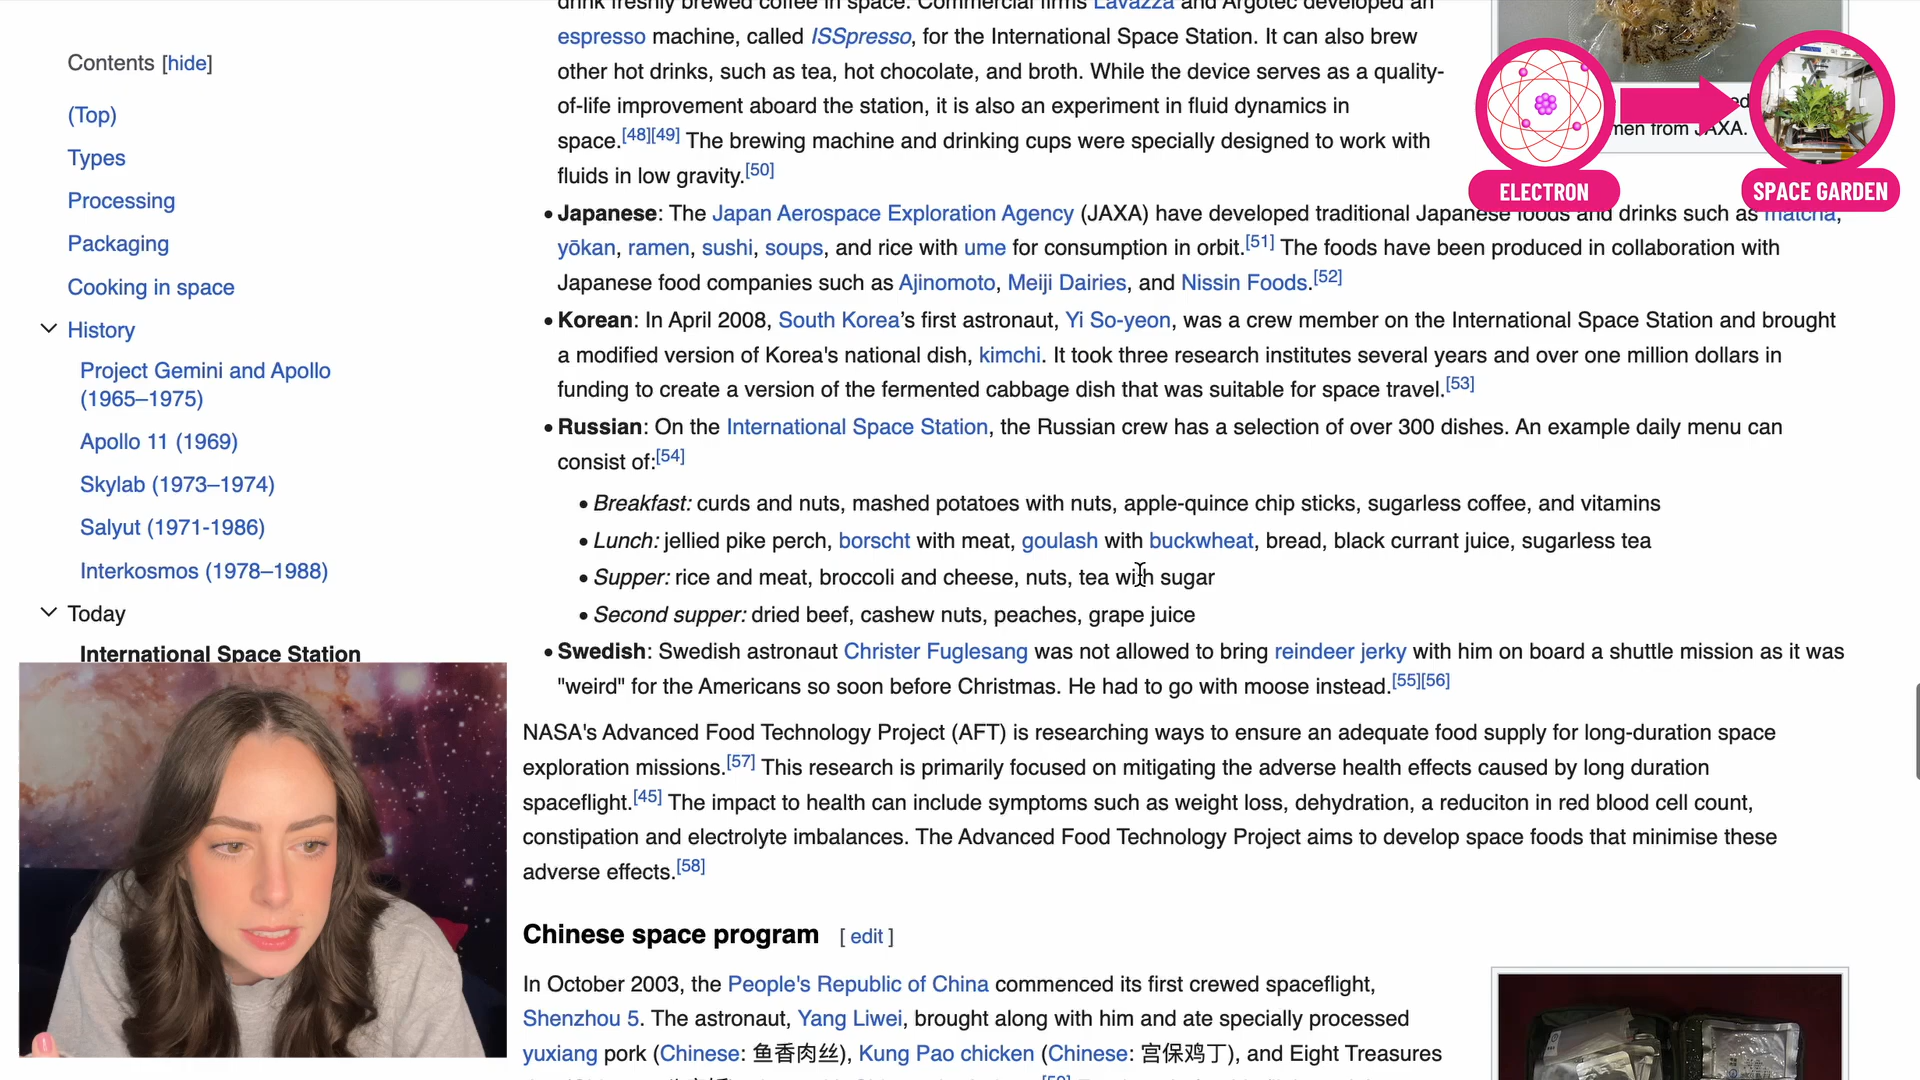 Contents [hide]
(Top)
Types
Processing
Packaging
Cooking in space
History
Project Gemini and Apollo
(1965–1975)
Apollo 11 (1969)
Skylab (1973–1974)
Salyut (1971-1986)
Interkosmos (1978–1988)
Today
International Space Station
drink freshly brewed coffee in space. Commercial firms Lavazza and Argotec developed an
espresso machine, called ISSpresso, for the International Space Station. It can also brew
other hot drinks, such as tea, hot chocolate, and broth. While the device serves as a quality-
of-life improvement aboard the station, it is also an experiment in fluid dynamics in
space.[48][49] The brewing machine and drinking cups were specially designed to work with
fluids in low gravity.[50]
• Japanese: The Japan Aerospace Exploration Agency (JAXA) have developed traditional Japanese foods and drinks such as matcha,
yōkan, ramen, sushi, soups, and rice with ume for consumption in orbit.[51] The foods have been produced in collaboration with
Japanese food companies such as Ajinomoto, Meiji Dairies, and Nissin Foods.[52]
• Korean: In April 2008, South Korea's first astronaut, Yi So-yeon, was a crew member on the International Space Station and brought
a modified version of Korea's national dish, kimchi. It took three research institutes several years and over one million dollars in
funding to create a version of the fermented cabbage dish that was suitable for space travel.[53]
• Russian: On the International Space Station, the Russian crew has a selection of over 300 dishes. An example daily menu can
consist of:[54]
• Breakfast: curds and nuts, mashed potatoes with nuts, apple-quince chip sticks, sugarless coffee, and vitamins
• Lunch: jellied pike perch, borscht with meat, goulash with buckwheat, bread, black currant juice, sugarless tea
• Supper: rice and meat, broccoli and cheese, nuts, tea with sugar
• Second supper: dried beef, cashew nuts, peaches, grape juice
• Swedish: Swedish astronaut Christer Fuglesang was not allowed to bring reindeer jerky with him on board a shuttle mission as it was
"weird" for the Americans so soon before Christmas. He had to go with moose instead.[55][56]
NASA's Advanced Food Technology Project (AFT) is researching ways to ensure an adequate food supply for long-duration space
exploration missions.[57] This research is primarily focused on mitigating the adverse health effects caused by long duration
spaceflight.[45] The impact to health can include symptoms such as weight loss, dehydration, a reduciton in red blood cell count,
constipation and electrolyte imbalances. The Advanced Food Technology Project aims to develop space foods that minimise these
adverse effects.[58]
Chinese space program [ edit ]
In October 2003, the People's Republic of China commenced its first crewed spaceflight,
Shenzhou 5. The astronaut, Yang Liwei, brought along with him and ate specially processed
yuxiang pork (Chinese: 鱼香肉丝), Kung Pao chicken (Chinese: 宫保鸡丁), and Eight Treasures
from JAXA.
ELECTRON
SPACE GARDEN